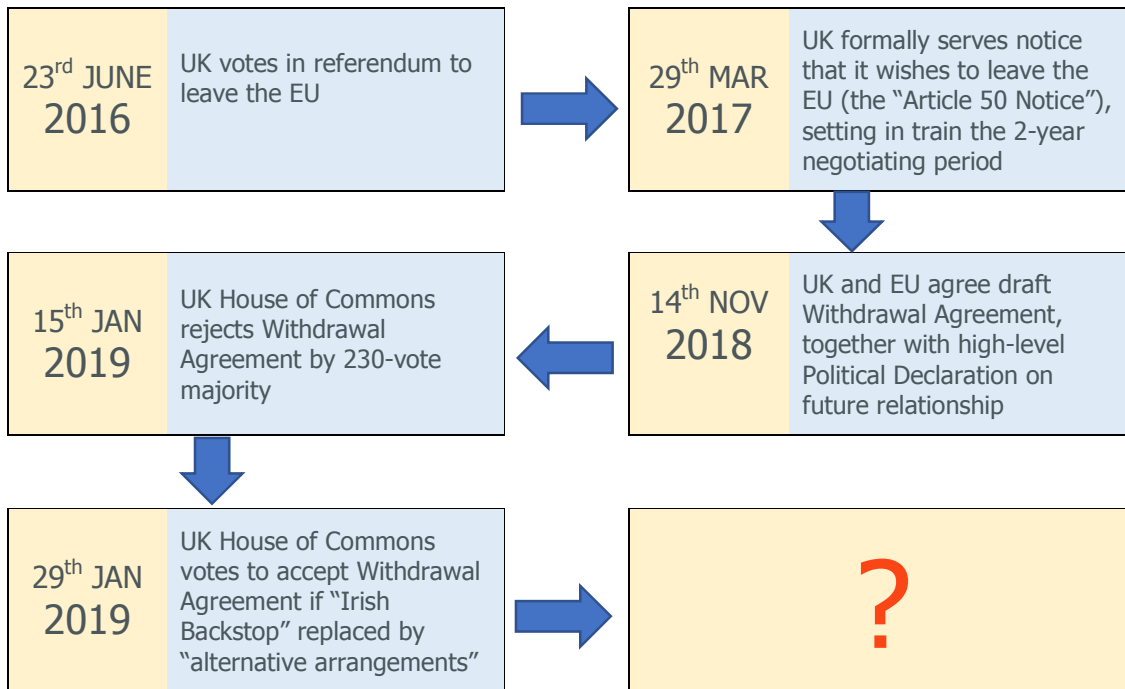 23rd JUNE
2016
UK votes in referendum to
leave the EU
29th MAR
2017
UK formally serves notice
that it wishes to leave the
EU (the “Article 50 Notice”),
setting in train the 2-year
negotiating period
14th NOV
2018
UK and EU agree draft
Withdrawal Agreement,
together with high-level
Political Declaration on
future relationship
15th JAN
2019
UK House of Commons
rejects Withdrawal
Agreement by 230-vote
majority
29th JAN
2019
UK House of Commons
votes to accept Withdrawal
Agreement if “Irish
Backstop” replaced by
“alternative arrangements”
?